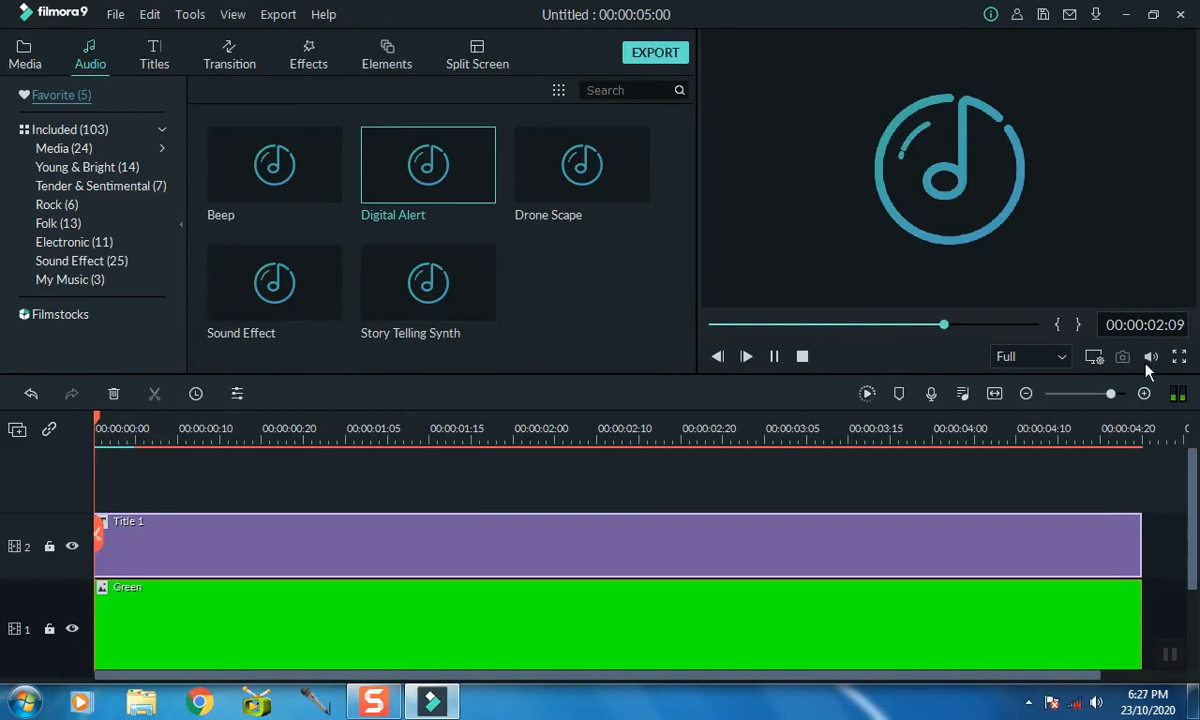 filmora9 File Edit Tools View Export Help Untitled : 00:00:05:00
Media Audio Titles Transition Effects Elements Split Screen EXPORT
Favorite (5)
Search
Included (103)
Media (24)
Young & Bright (14)
Tender & Sentimental (7)
Rock (6)
Folk (13)
Electronic (11)
Sound Effect (25)
My Music (3)
Filmstocks
Beep
Digital Alert
Drone Scape
Sound Effect
Story Telling Synth
{ } 00:00:02:09
Full
00:00:00:00 00:00:00:10 00:00:00:20 00:00:01:05 00:00:01:15 00:00:02:00 00:00:02:10 00:00:02:20 00:00:03:05 00:00:03:15 00:00:04:00 00:00:04:10 00:00:04:20
Title 1
2
Green
1
6:27 PM
23/10/2020